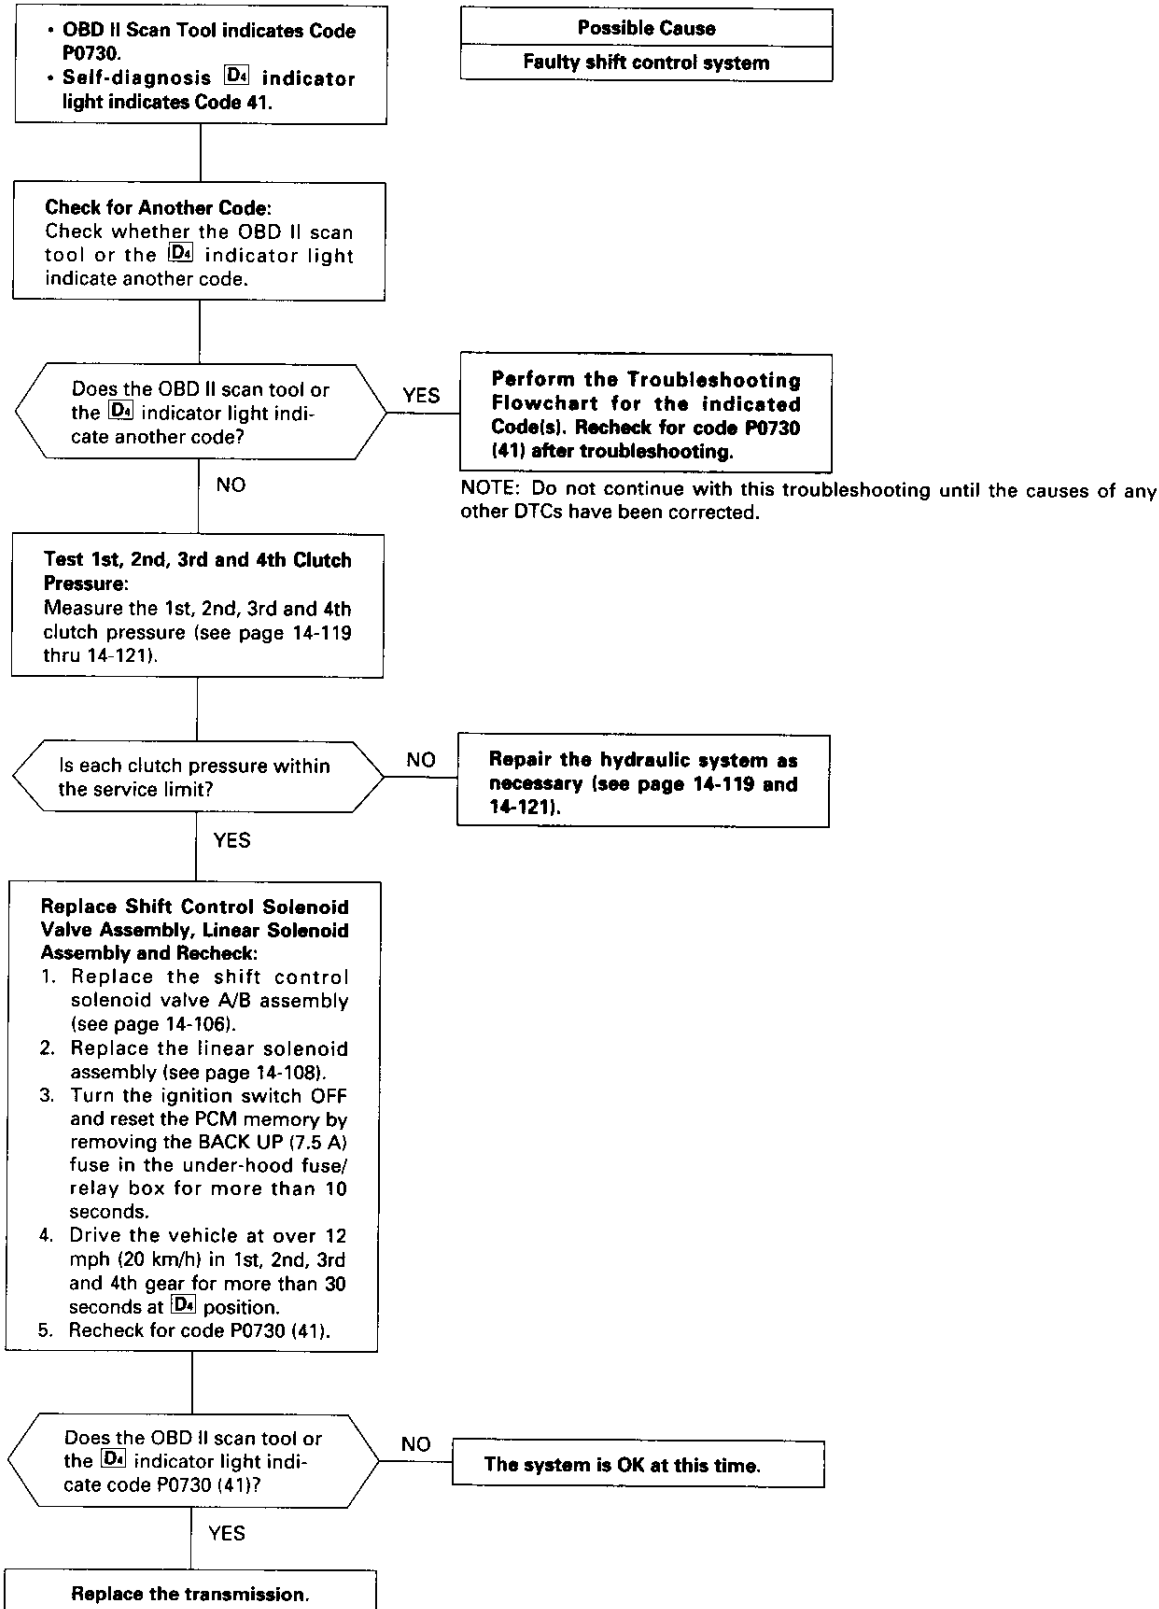 • OBD II Scan Tool indicates Code
P0730.
• Self-diagnosis D4 indicator
light indicates Code 41.
Possible Cause
Faulty shift control system
Check for Another Code:
Check whether the OBD II scan
tool or the D4 indicator light
indicate another code.
Does the OBD II scan tool or
the D4 indicator light indi-
cate another code?
YES
Perform the Troubleshooting
Flowchart for the indicated
Code(s). Recheck for code P0730
(41) after troubleshooting.
NO
NOTE: Do not continue with this troubleshooting until the causes of any
other DTCs have been corrected.
Test 1st, 2nd, 3rd and 4th Clutch
Pressure:
Measure the 1st, 2nd, 3rd and 4th
clutch pressure (see page 14-119
thru 14-121).
Is each clutch pressure within
the service limit?
NO
Repair the hydraulic system as
necessary (see page 14-119 and
14-121).
YES
Replace Shift Control Solenoid
Valve Assembly, Linear Solenoid
Assembly and Recheck:
1. Replace the shift control
solenoid valve A/B assembly
(see page 14-106).
2. Replace the linear solenoid
assembly (see page 14-108).
3. Turn the ignition switch OFF
and reset the PCM memory by
removing the BACK UP (7.5 A)
fuse in the under-hood fuse/
relay box for more than 10
seconds.
4. Drive the vehicle at over 12
mph (20 km/h) in 1st, 2nd, 3rd
and 4th gear for more than 30
seconds at D4 position.
5. Recheck for code P0730 (41).
Does the OBD II scan tool or
the D4 indicator light indi-
cate code P0730 (41)?
NO
The system is OK at this time.
YES
Replace the transmission.